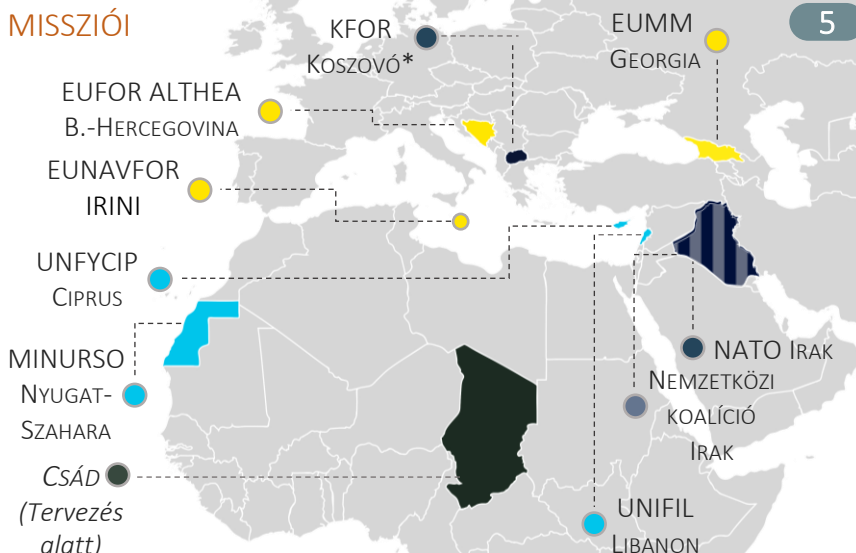 MISSZIÓI
5
KFOR
KOSZOVÓ*
EUMM
GEORGIA
EUFOR ALTHEA
B.-HERCEGOVINA
EUNAVFOR
IRINI
UNFYCIP
CIPRUS
MINURSO
NYUGAT-
SZAHARA
CSÁD
(Tervezés
alatt)
NATO IRAK
NEMZETKÖZI
KOALÍCIÓ
IRAK
UNIFIL
LIBANON